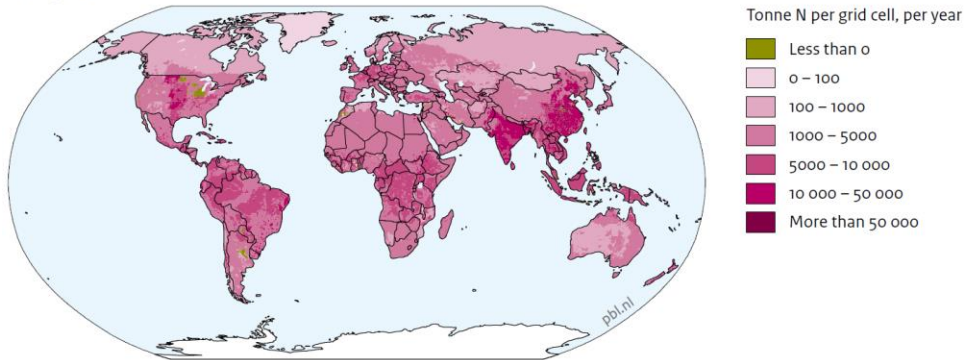 Tonne N per grid cell, per year
Less than 0
0 – 100
100 – 1000
1000 – 5000
5000 – 10 000
10 000 – 50 000
More than 50 000
pbl.nl